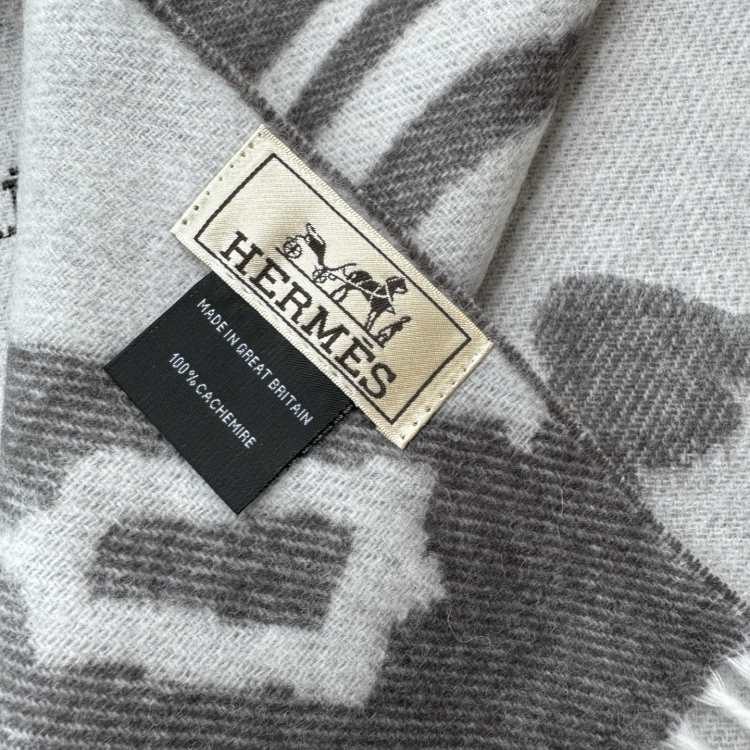 HERMÈS
MADE IN GREAT BRITAIN
100% CACHEMIRE